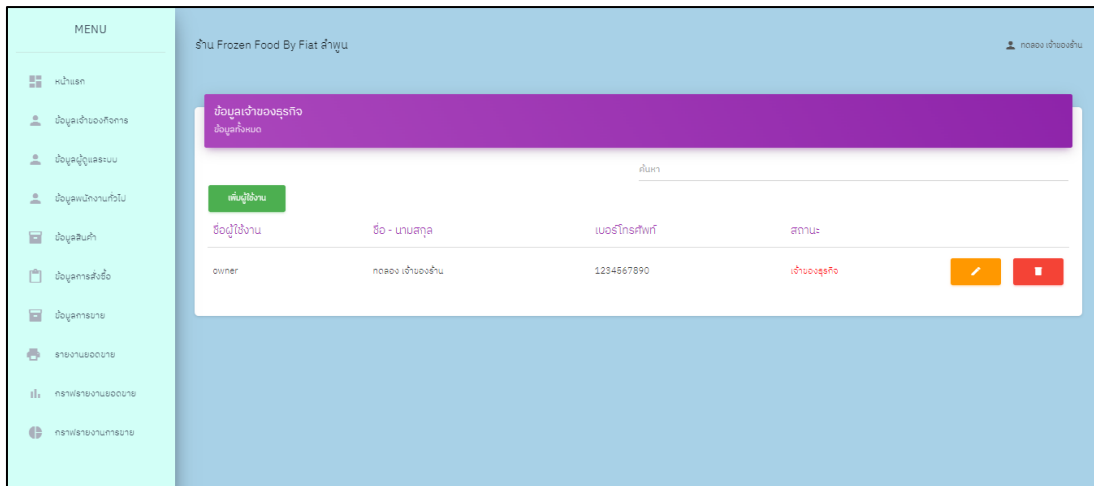 MENU
หน้าแรก
ข้อมูลเจ้าของกิจการ
ข้อมูลผู้ดูแลระบบ
ข้อมูลพนักงานทั่วไป
ข้อมูลสินค้า
ข้อมูลการสั่งซื้อ
ข้อมูลการขาย
รายงานยอดขาย
กราฟรายงานยอดขาย
กราฟรายงานการขาย
ร้าน Frozen Food By Fiat ลำพูน
ทดลอง เจ้าของร้าน
ข้อมูลเจ้าของธุรกิจ
ข้อมูลทั้งหมด
ค้นหา
เพิ่มผู้ใช้งาน
ชื่อผู้ใช้งาน ชื่อ - นามสกุล เบอร์โทรศัพท์ สถานะ
owner ทดลอง เจ้าของร้าน 1234567890 เจ้าของธุรกิจ